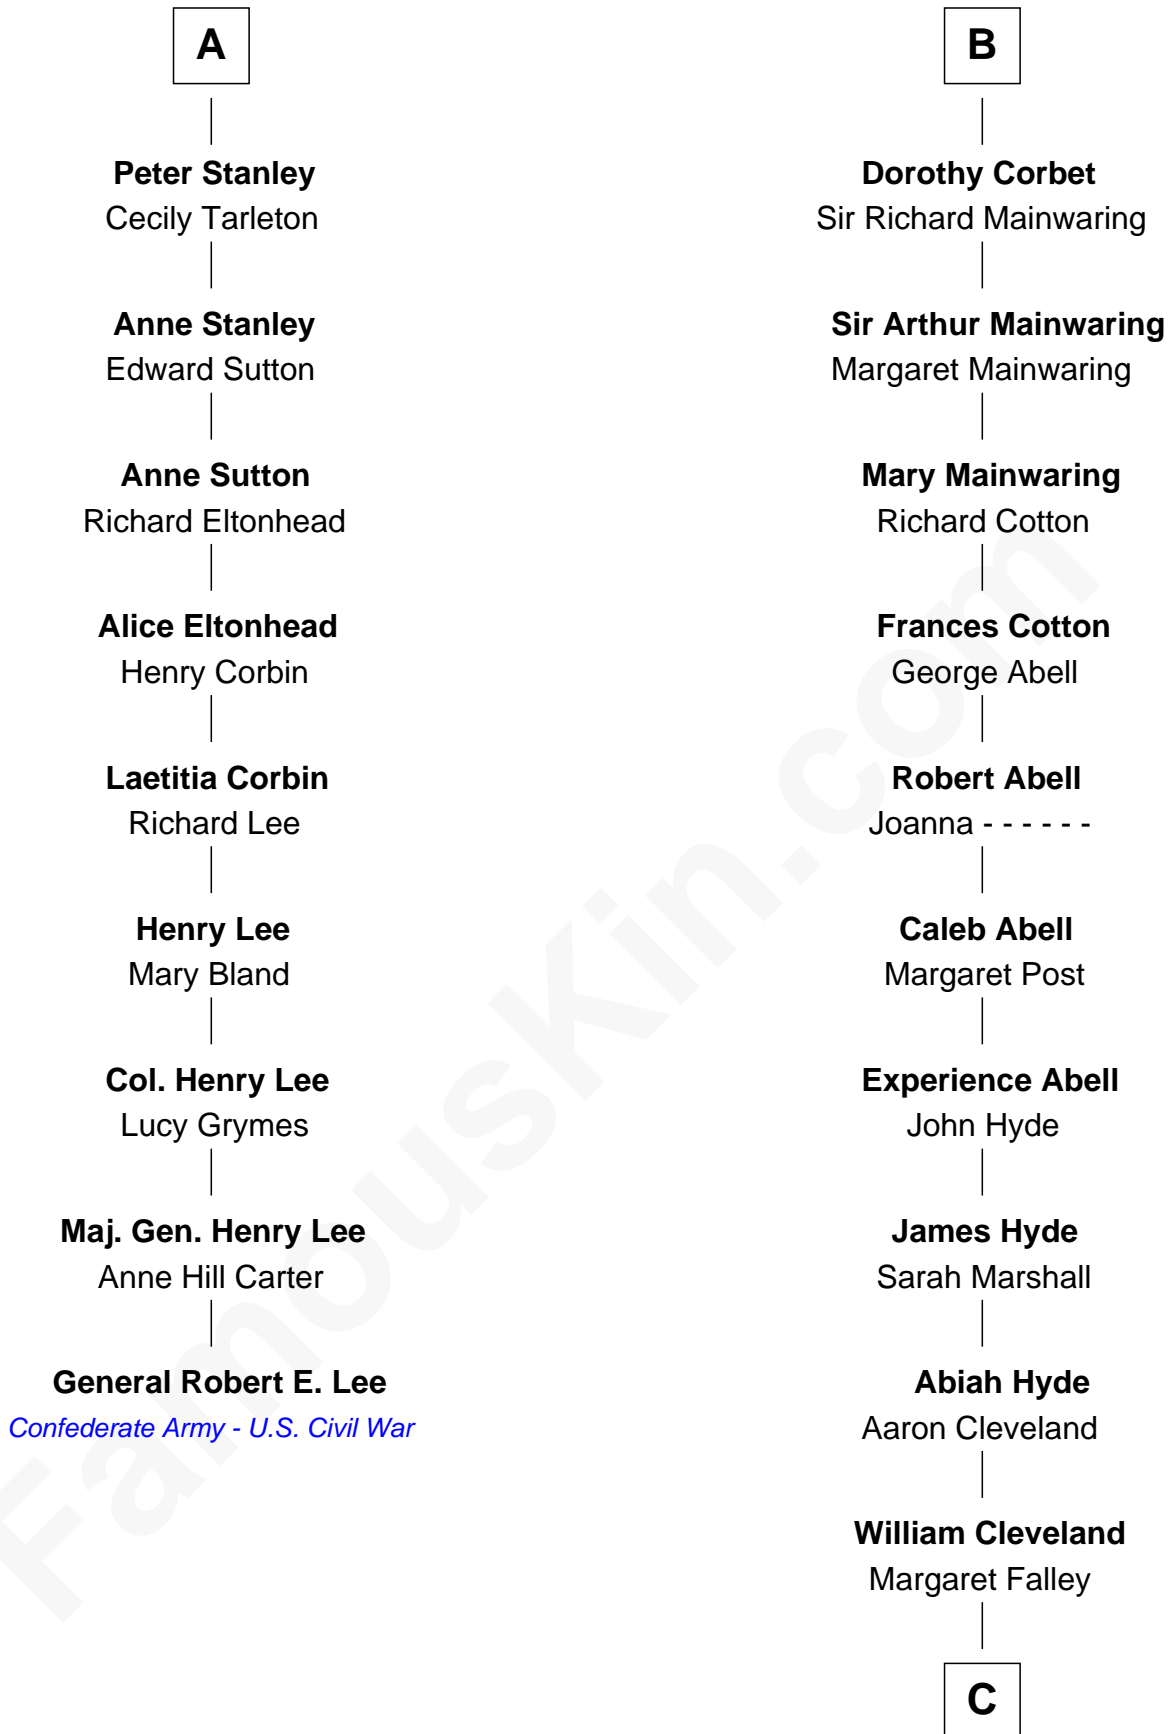 A
Peter Stanley
Cecily Tarleton
Anne Stanley
Edward Sutton
Anne Sutton
Richard Eltonhead
Alice Eltonhead
Henry Corbin
Laetitia Corbin
Richard Lee
Henry Lee
Mary Bland
Col. Henry Lee
Lucy Grymes
Maj. Gen. Henry Lee
Anne Hill Carter
General Robert E. Lee
Confederate Army - U.S. Civil War
B
Dorothy Corbet
Sir Richard Mainwaring
Sir Arthur Mainwaring
Margaret Mainwaring
Mary Mainwaring
Richard Cotton
Frances Cotton
George Abell
Robert Abell
Joanna - - - - - -
Caleb Abell
Margaret Post
Experience Abell
John Hyde
James Hyde
Sarah Marshall
Abiah Hyde
Aaron Cleveland
William Cleveland
Margaret Falley
C
FamousKin.com